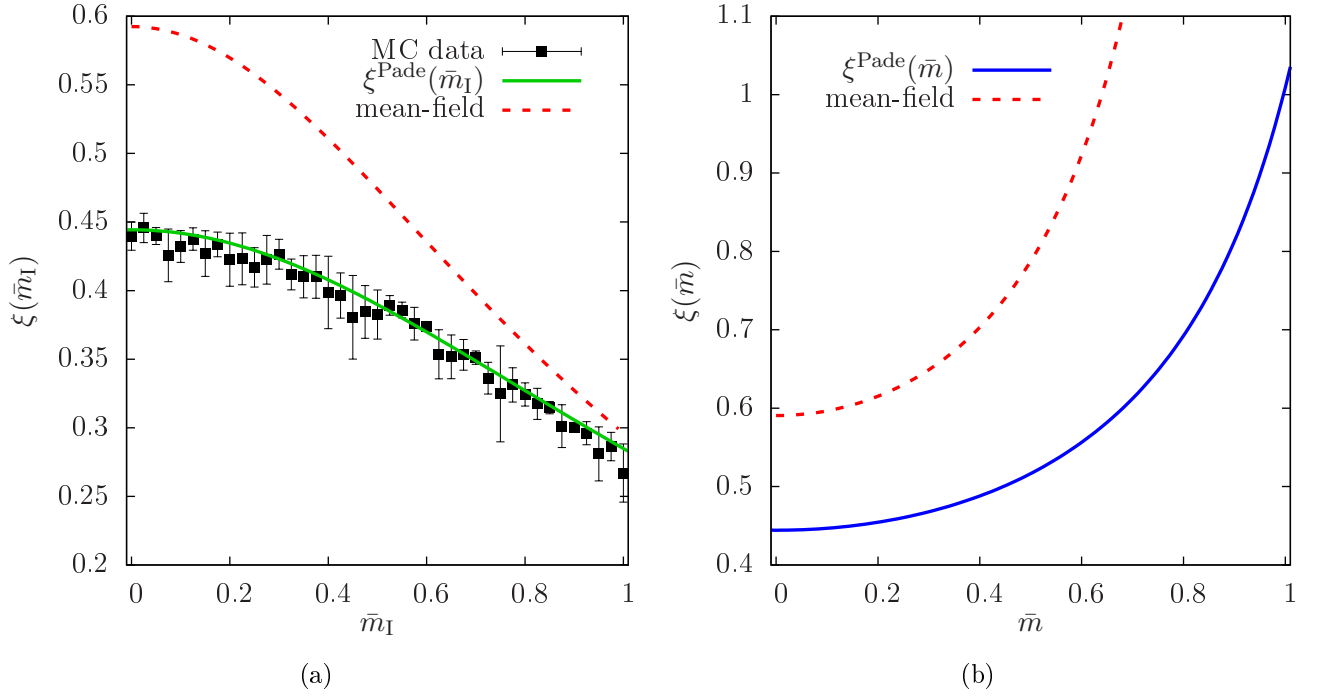 0.6
0.55
0.5
0.45
0.4
0.35
0.3
0.25
0.2
ξ(m̄_I)
MC data
ξ^Pade(m̄_I)
mean-field
0 0.2 0.4 0.6 0.8 1
m̄_I
(a)
1.1
1
0.9
0.8
0.7
0.6
0.5
0.4
ξ(m̄)
ξ^Pade(m̄)
mean-field
0 0.2 0.4 0.6 0.8 1
m̄
(b)